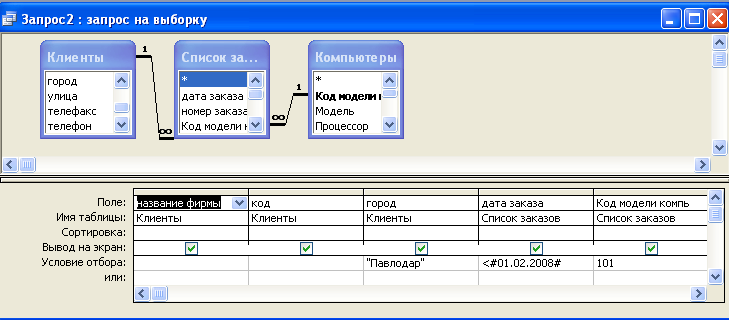 Запрос2 : запрос на выборку
Клиенты
город
улица
телефакс
телефон
1
∞
Список за...
*
дата заказа
номер заказа
Код модели
∞
1
Компьютеры
*
Код модели
Модель
Процессор
Поле: название фирмы код город дата заказа Код модели компь
Имя таблицы: Клиенты Клиенты Клиенты Список заказов Список заказов
Сортировка:
Вывод на экран:
Условие отбора: "Павлодар" <#01.02.2008# 101
или: